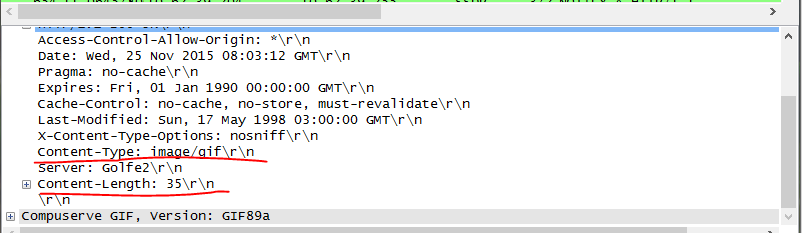 Access-Control-Allow-Origin: *\r\n
Date: Wed, 25 Nov 2015 08:03:12 GMT\r\n
Pragma: no-cache\r\n
Expires: Fri, 01 Jan 1990 00:00:00 GMT\r\n
Cache-Control: no-cache, no-store, must-revalidate\r\n
Last-Modified: Sun, 17 May 1998 03:00:00 GMT\r\n
X-Content-Type-Options: nosniff\r\n
Content-Type: image/gif\r\n
Server: Golfe2\r\n
Content-Length: 35\r\n
\r\n
Compuserve GIF, Version: GIF89a